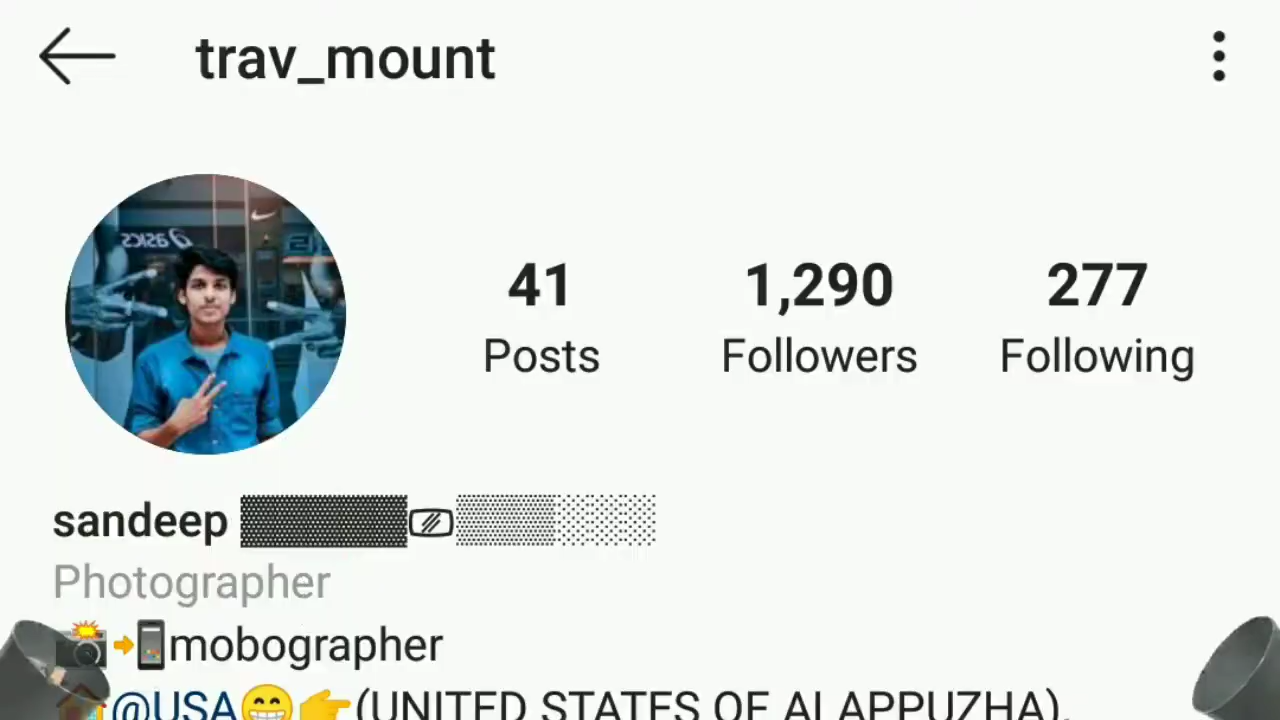 trav_mount
41 1,290 277
Posts Followers Following
sandeep
Photographer
📸➡📱mobographer
🏠@USA😁👉(UNITED STATES OF ALAPPUZHA).